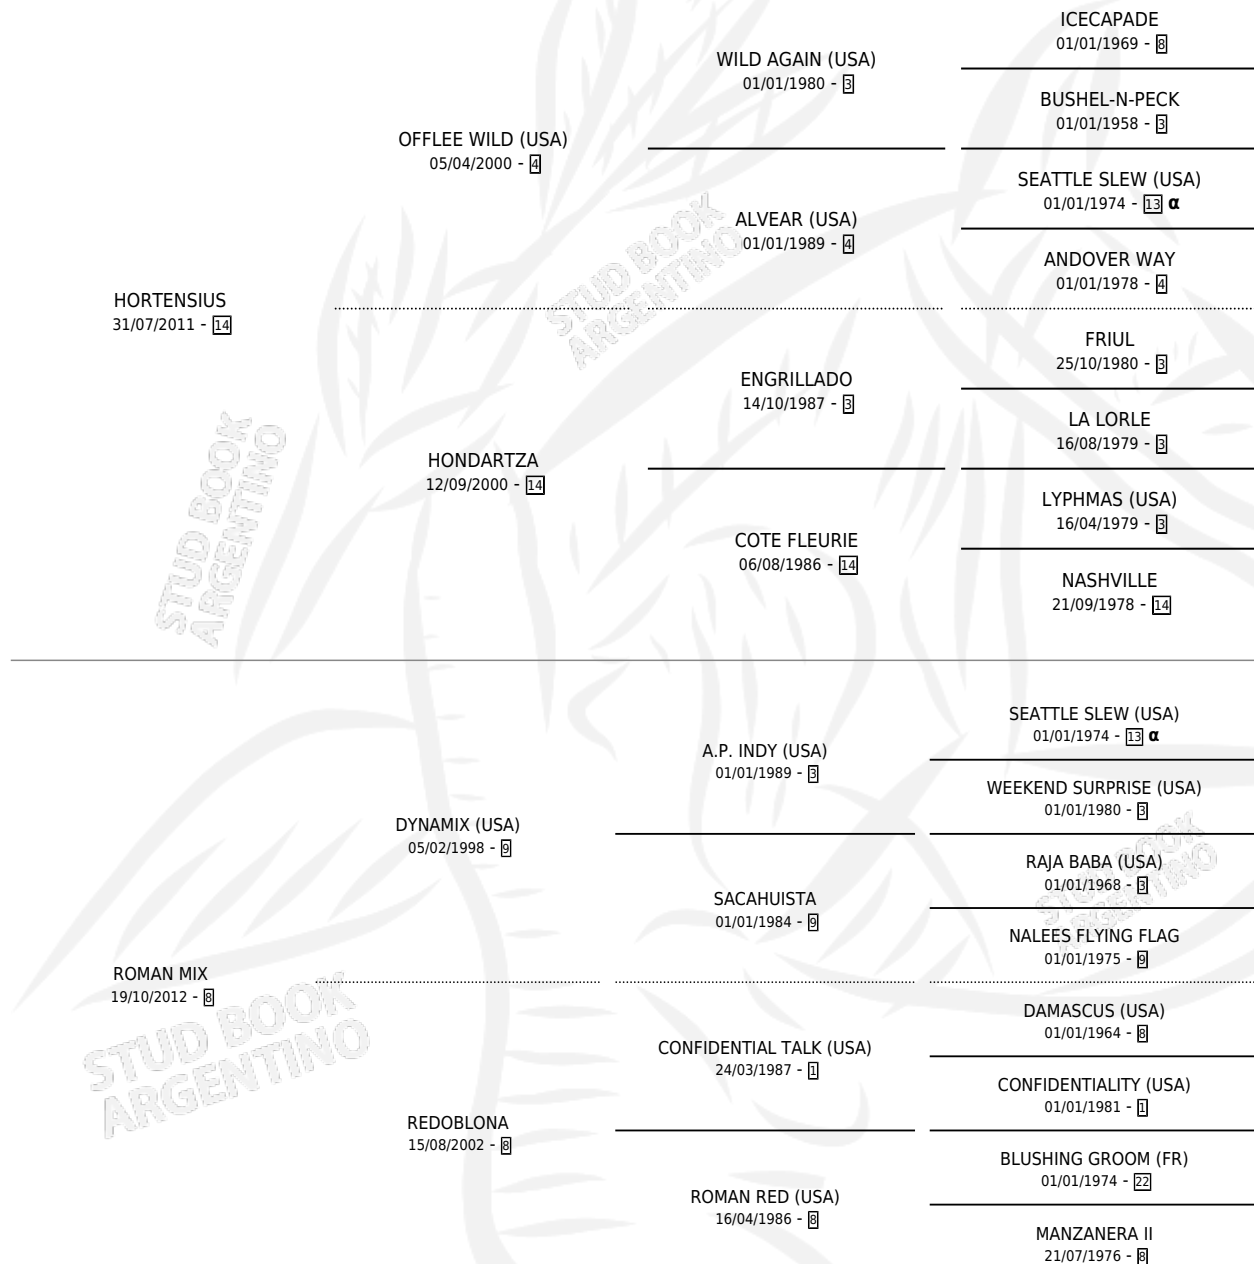 ICECAPADE
01/01/1969 - 8
WILD AGAIN (USA)
01/01/1980 - 3
BUSHEL-N-PECK
01/01/1958 - 3
OFFLEE WILD (USA)
05/04/2000 - 4
SEATTLE SLEW (USA)
01/01/1974 - 13 α
ALVEAR (USA)
01/01/1989 - 4
ANDOVER WAY
01/01/1978 - 4
HORTENSIUS
31/07/2011 - 14
FRIUL
25/10/1980 - 3
ENGRILLADO
14/10/1987 - 3
LA LORLE
16/08/1979 - 3
HONDARTZA
12/09/2000 - 14
LYPHMAS (USA)
16/04/1979 - 3
COTE FLEURIE
06/08/1986 - 14
NASHVILLE
21/09/1978 - 14
STUD BOOK
ARGENTINO
STUD BOOK
ARGENTINO
SEATTLE SLEW (USA)
01/01/1974 - 13 α
A.P. INDY (USA)
01/01/1989 - 3
WEEKEND SURPRISE (USA)
01/01/1980 - 3
DYNAMIX (USA)
05/02/1998 - 9
RAJA BABA (USA)
01/01/1968 - 3
SACAHUISTA
01/01/1984 - 9
NALEES FLYING FLAG
01/01/1975 - 9
ROMAN MIX
19/10/2012 - 8
DAMASCUS (USA)
01/01/1964 - 8
CONFIDENTIAL TALK (USA)
24/03/1987 - 1
CONFIDENTIALITY (USA)
01/01/1981 - 1
REDOBLONA
15/08/2002 - 8
BLUSHING GROOM (FR)
01/01/1974 - 22
ROMAN RED (USA)
16/04/1986 - 8
MANZANERA II
21/07/1976 - 8
STUD BOOK
ARGENTINO
STUD BOOK
ARGENTINO